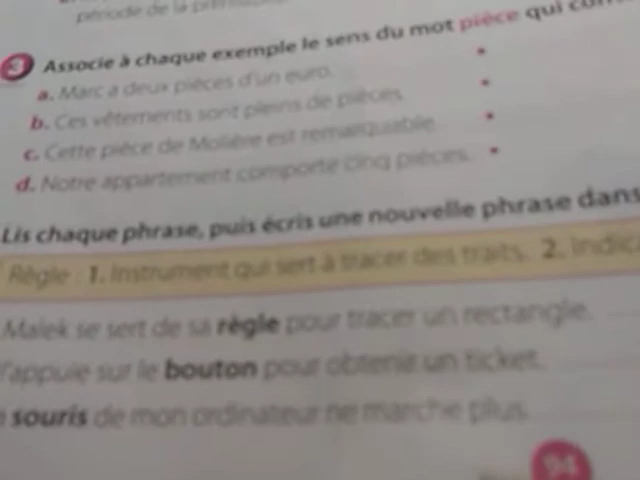 période de la
3 Associe à chaque exemple le sens du mot pièce qui
a. Marc a deux pièces d'un euro.
b. Ces vêtements sont pleins de pièces.
c. Cette pièce de Molière est remarquable.
d. Notre appartement comporte cinq pièces.
Lis chaque phrase, puis écris une nouvelle phrase dans
Règle : 1. Instrument qui sert à tracer des traits. 2.
Malek se sert de sa règle pour tracer un rectangle.
J'appuie sur le bouton pour obtenir un ticket.
souris de mon ordinateur ne marche plus.
94